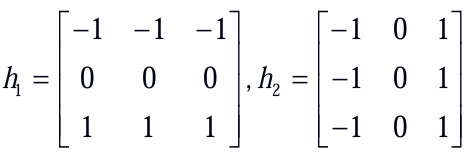 h₁ = [ −1 −1 −1 ; 0 0 0 ; 1 1 1 ], h₂ = [ −1 0 1 ; −1 0 1 ; −1 0 1 ]